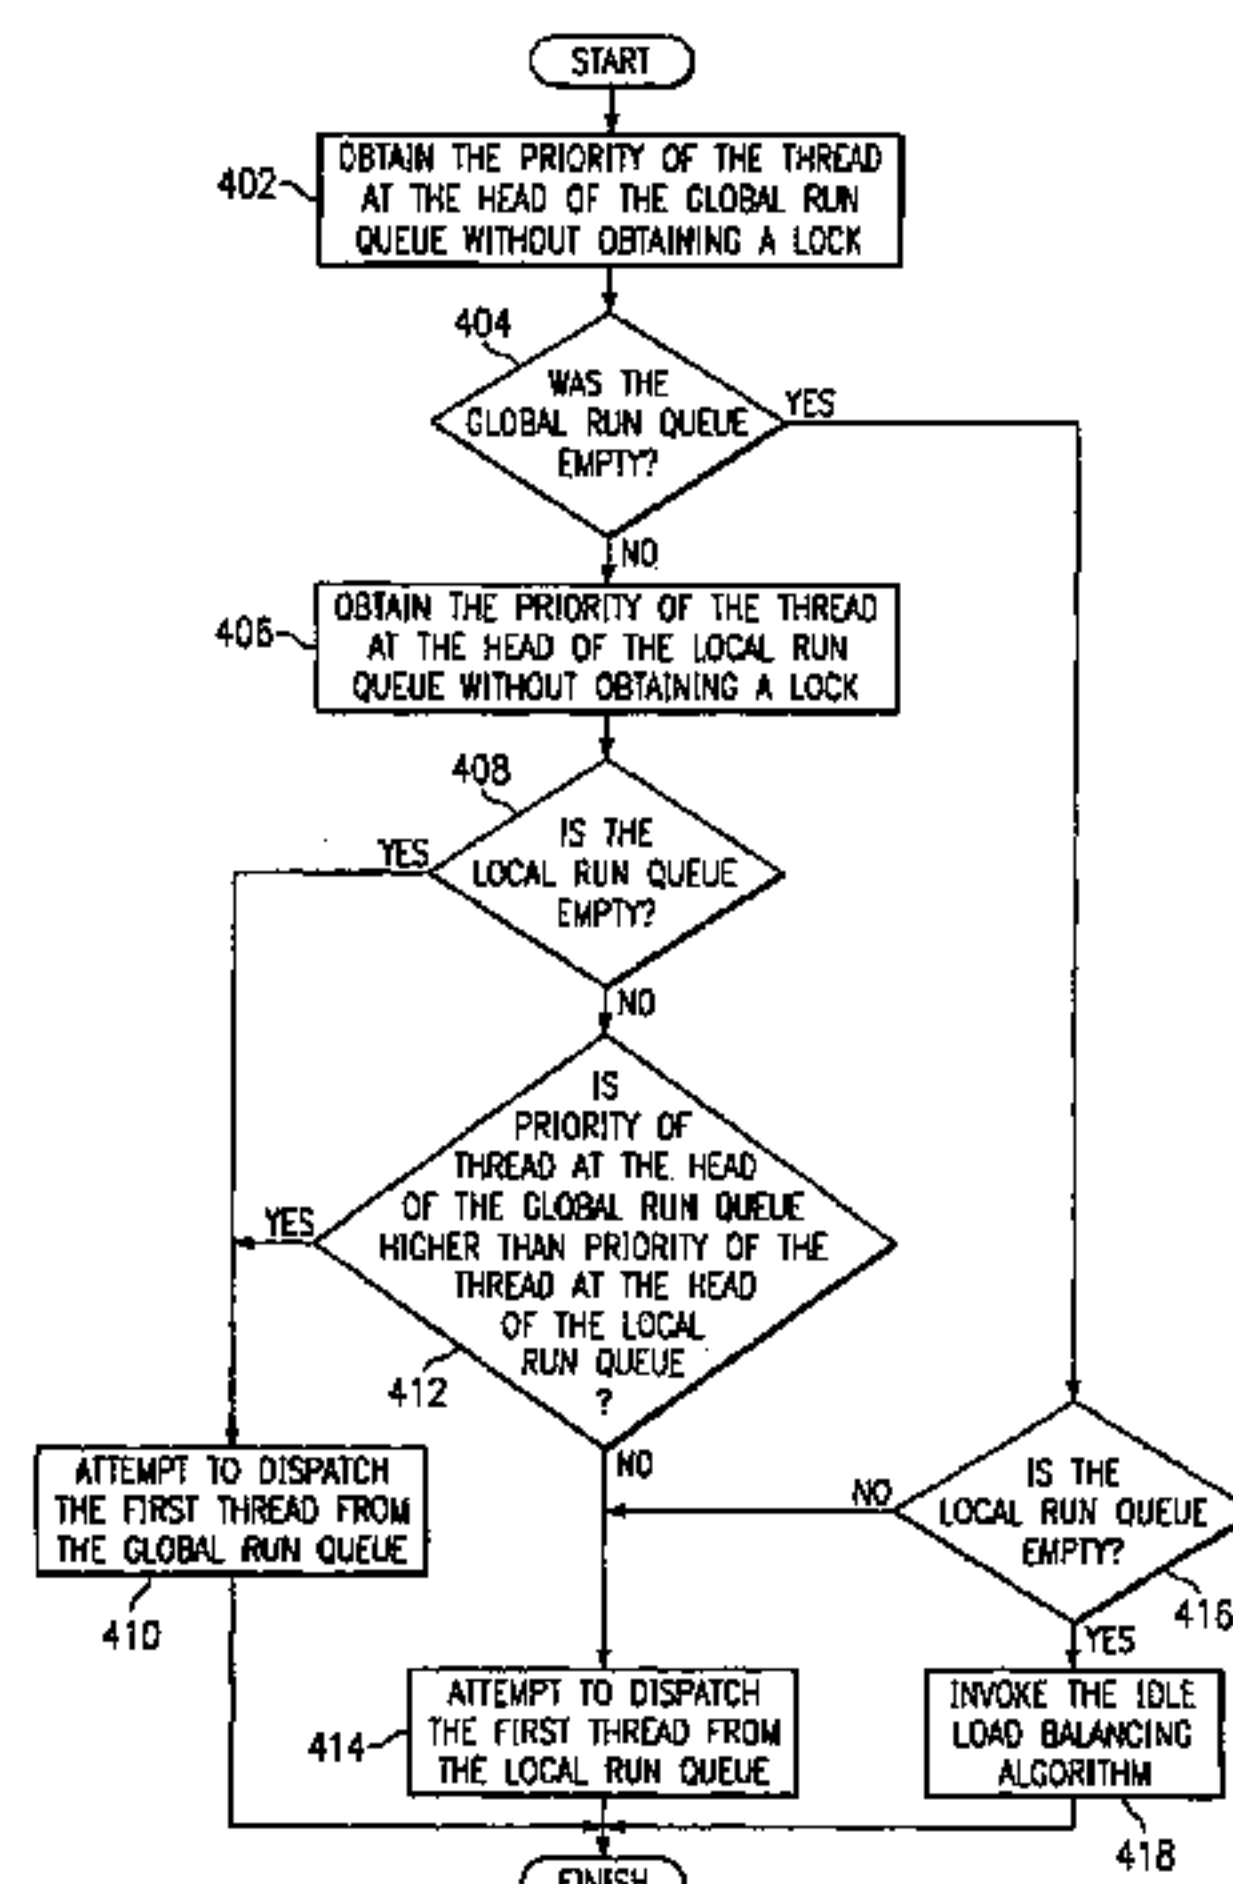 START
402
OBTAIN THE PRIORITY OF THE THREAD
AT THE HEAD OF THE GLOBAL RUN
QUEUE WITHOUT OBTAINING A LOCK
404
WAS THE
GLOBAL RUN QUEUE
EMPTY?
YES
NO
406
OBTAIN THE PRIORITY OF THE THREAD
AT THE HEAD OF THE LOCAL RUN
QUEUE WITHOUT OBTAINING A LOCK
408
IS THE
LOCAL RUN QUEUE
EMPTY?
YES
NO
IS
PRIORITY OF
THREAD AT THE HEAD
OF THE GLOBAL RUN QUEUE
HIGHER THAN PRIORITY OF THE
THREAD AT THE HEAD
OF THE LOCAL
RUN QUEUE
?
YES
412
NO
ATTEMPT TO DISPATCH
THE FIRST THREAD FROM
THE GLOBAL RUN QUEUE
410
IS THE
LOCAL RUN QUEUE
EMPTY?
NO
416
YES
414
ATTEMPT TO DISPATCH
THE FIRST THREAD FROM
THE LOCAL RUN QUEUE
INVOKE THE IDLE
LOAD BALANCING
ALGORITHM
418
FINISH